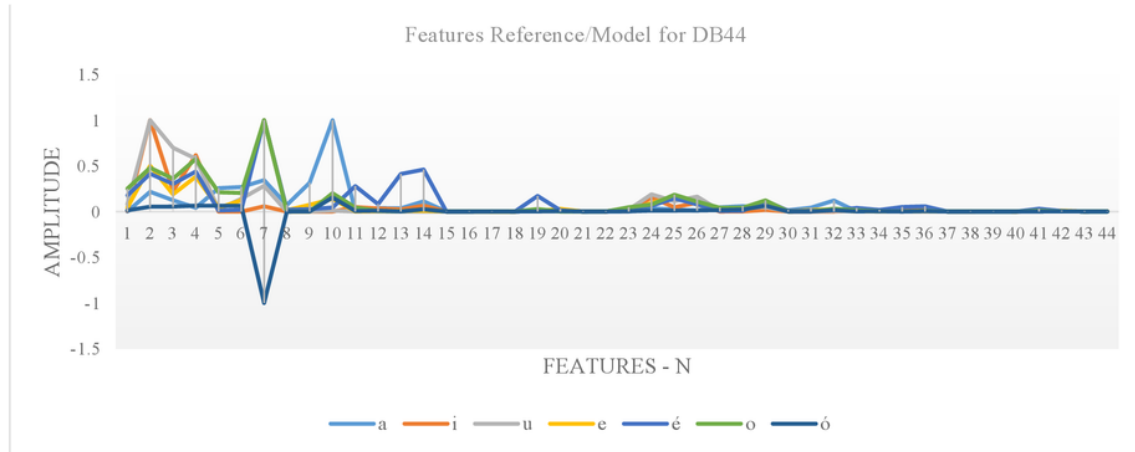 Features Reference/Model for DB44
1.5
1
0.5
0
-0.5
-1
-1.5
AMPLITUDE
1 2 3 4 5 6 7 8 9 10 11 12 13 14 15 16 17 18 19 20 21 22 23 24 25 26 27 28 29 30 31 32 33 34 35 36 37 38 39 40 41 42 43 44
FEATURES - N
a i u e é o ó